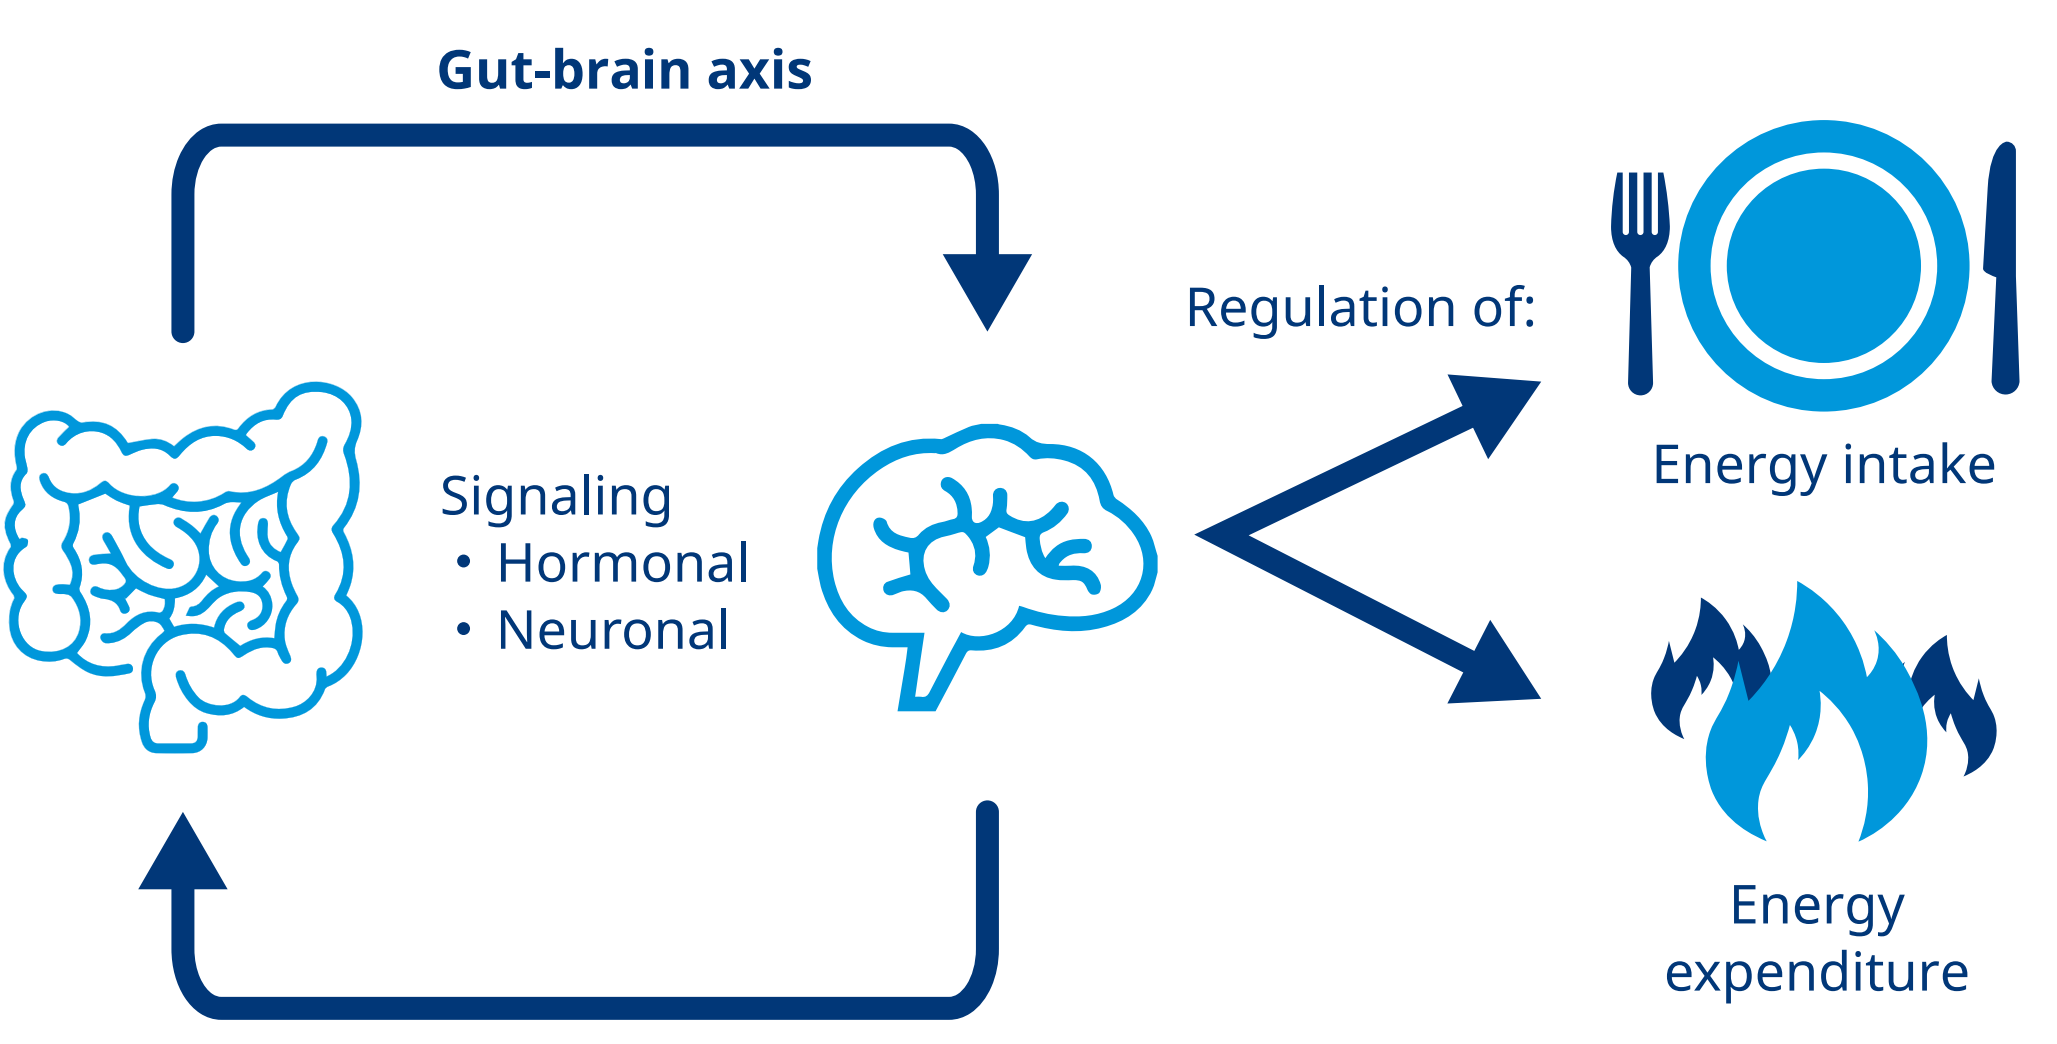 Gut-brain axis
Signaling
• Hormonal
• Neuronal
Regulation of:
Energy intake
Energy
expenditure